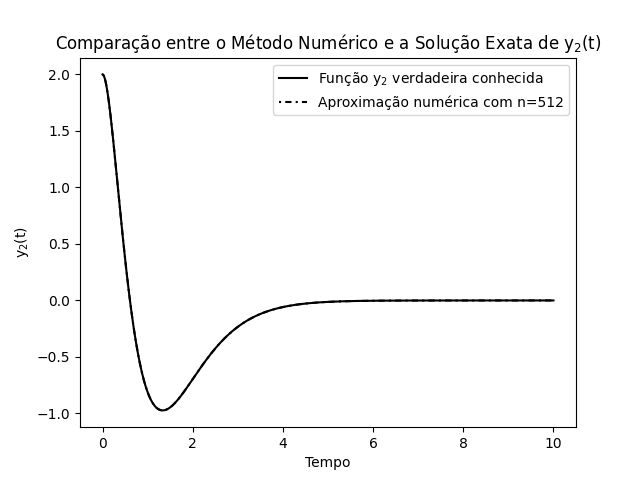 Comparação entre o Método Numérico e a Solução Exata de y₂(t)
Função y₂ verdadeira conhecida
Aproximação numérica com n=512
y₂(t)
2.0
1.5
1.0
0.5
0.0
−0.5
−1.0
0 2 4 6 8 10
Tempo